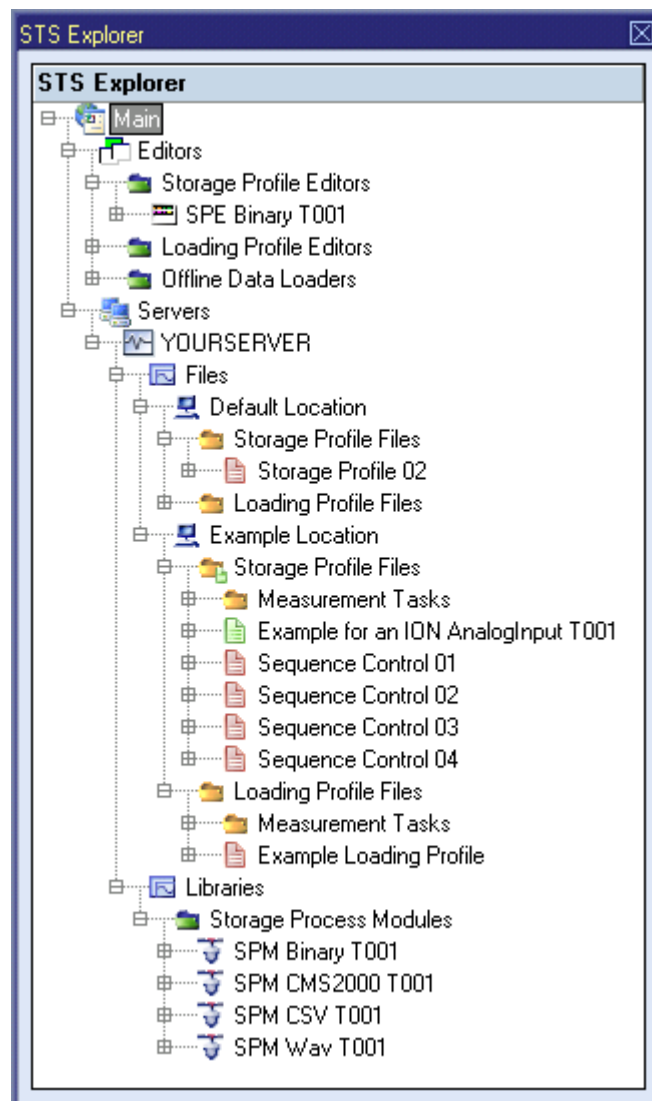 STS Explorer
STS Explorer
Main
Editors
Storage Profile Editors
SPE Binary T001
Loading Profile Editors
Offline Data Loaders
Servers
YOURSERVER
Files
Default Location
Storage Profile Files
Storage Profile 02
Loading Profile Files
Example Location
Storage Profile Files
Measurement Tasks
Example for an ION AnalogInput T001
Sequence Control 01
Sequence Control 02
Sequence Control 03
Sequence Control 04
Loading Profile Files
Measurement Tasks
Example Loading Profile
Libraries
Storage Process Modules
SPM Binary T001
SPM CMS2000 T001
SPM CSV T001
SPM Wav T001